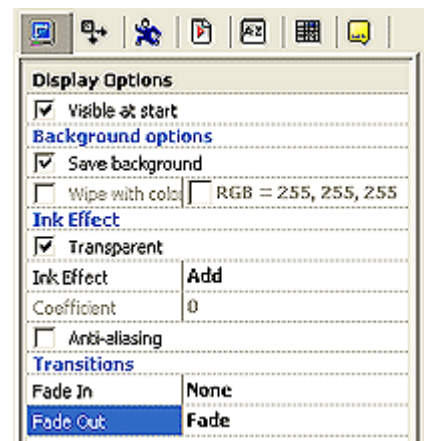 Display Options
Visible at start
Background options
Save background
Wipe with color RGB = 255, 255, 255
Ink Effect
Transparent
Ink Effect Add
Coefficient 0
Anti-aliasing
Transitions
Fade In None
Fade Out Fade